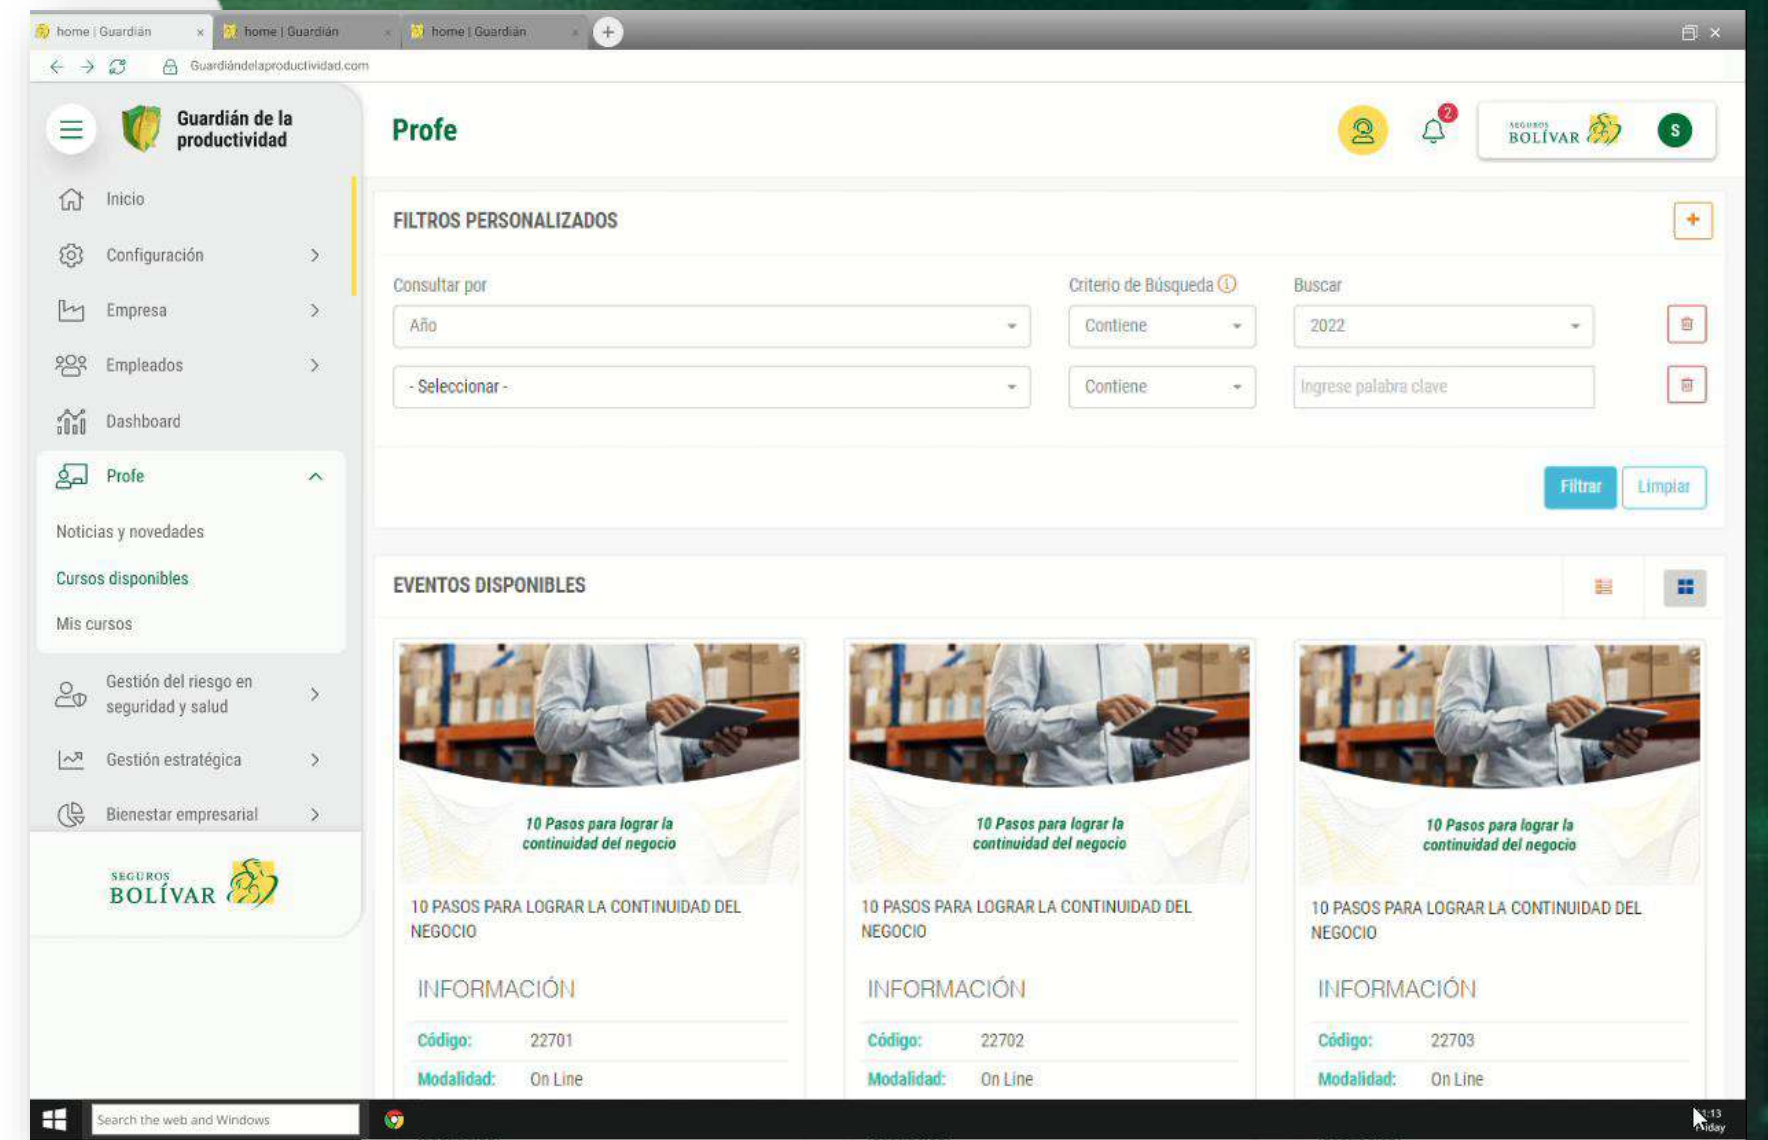 home | Guardián
home | Guardián
home | Guardián
Guardiándelaproductividad.com
Guardián de la
productividad
Inicio
Configuración
Empresa
Empleados
Dashboard
Profe
Noticias y novedades
Cursos disponibles
Mis cursos
Gestión del riesgo en
seguridad y salud
Gestión estratégica
Bienestar empresarial
SEGUROS
BOLÍVAR
Profe
2
SEGUROS
BOLÍVAR
S
FILTROS PERSONALIZADOS
Consultar por
Criterio de Búsqueda
Buscar
Año
Contiene
2022
- Seleccionar -
Contiene
Ingrese palabra clave
Filtrar
Limpiar
EVENTOS DISPONIBLES
10 Pasos para lograr la
continuidad del negocio
10 PASOS PARA LOGRAR LA CONTINUIDAD DEL
NEGOCIO
INFORMACIÓN
Código: 22701
Modalidad: On Line
10 Pasos para lograr la
continuidad del negocio
10 PASOS PARA LOGRAR LA CONTINUIDAD DEL
NEGOCIO
INFORMACIÓN
Código: 22702
Modalidad: On Line
10 Pasos para lograr la
continuidad del negocio
10 PASOS PARA LOGRAR LA CONTINUIDAD DEL
NEGOCIO
INFORMACIÓN
Código: 22703
Modalidad: On Line
Search the web and Windows